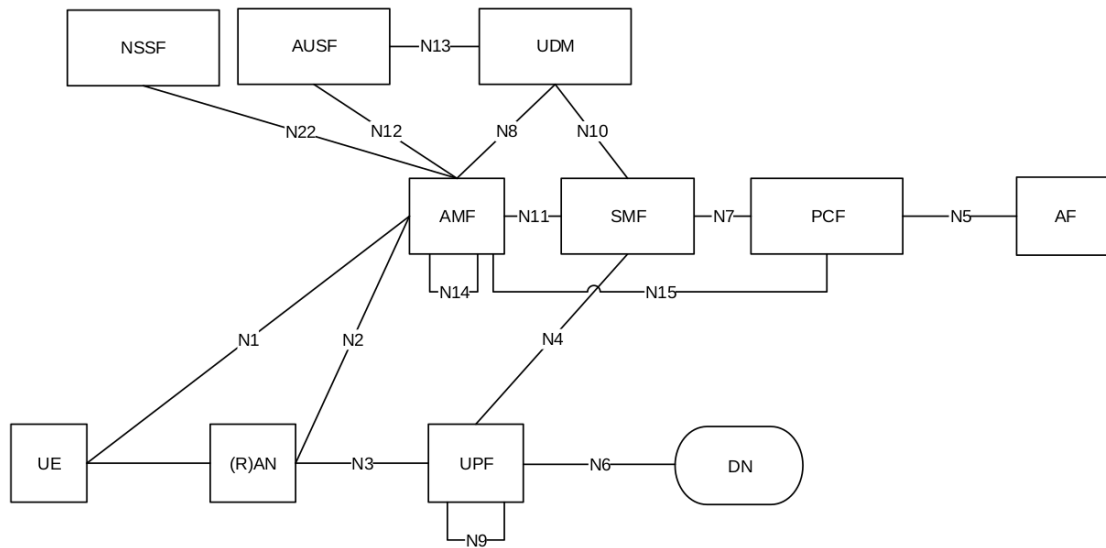 NSSF
AUSF
N13
UDM
N22
N12
N8
N10
AMF
N11
SMF
N7
PCF
N5
AF
N14
N15
N1
N2
N4
UE
(R)AN
N3
UPF
N6
DN
N9